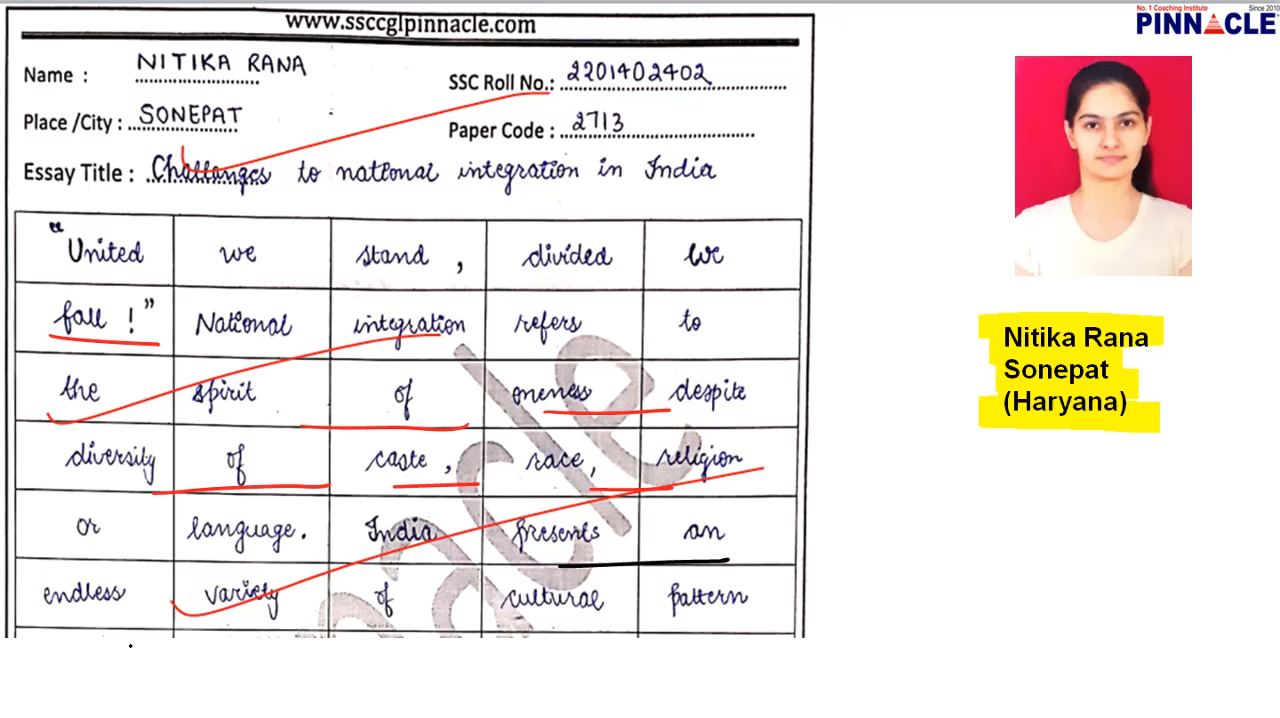 www.ssccglpinnacle.com
No. 1 Coaching Institute Since 2010
PINNACLE
Name : NITIKA RANA
SSC Roll No.: 2201402402
Place /City : SONEPAT
Paper Code : 2713
Essay Title : Challenges to national integration in India
"United we stand, divided we
fall !" National integration refers to
the spirit of oneness despite
diversity of caste, race, religion
or language. India presents an
endless variety of cultural pattern
Nitika Rana
Sonepat
(Haryana)